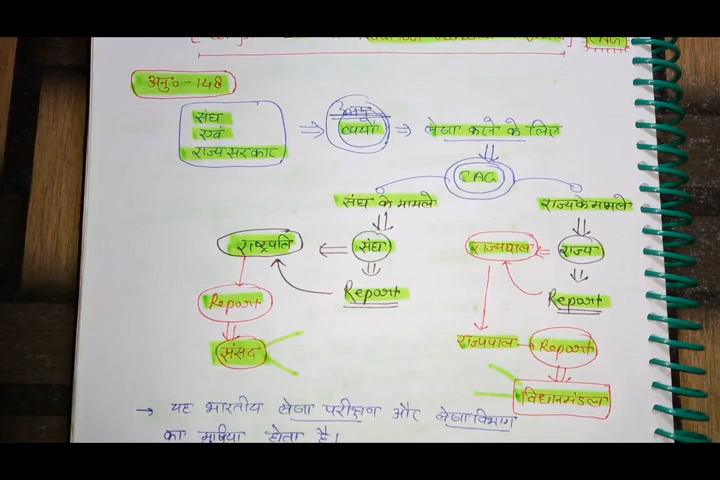 अनु०-148
संघ
एवं
राज्य सरकार
व्ययों
लेखा करने के लिए
CAG
संघ के मामले
राज्य के मामले
राष्ट्रपति
संघ
राज्यपाल
राज्य
Report
Report
Report
संसद
राज्यपाल
Report
विधानमंडल
→ यह भारतीय लेखा परीक्षण और लेखा विभाग
का मुखिया होता है।